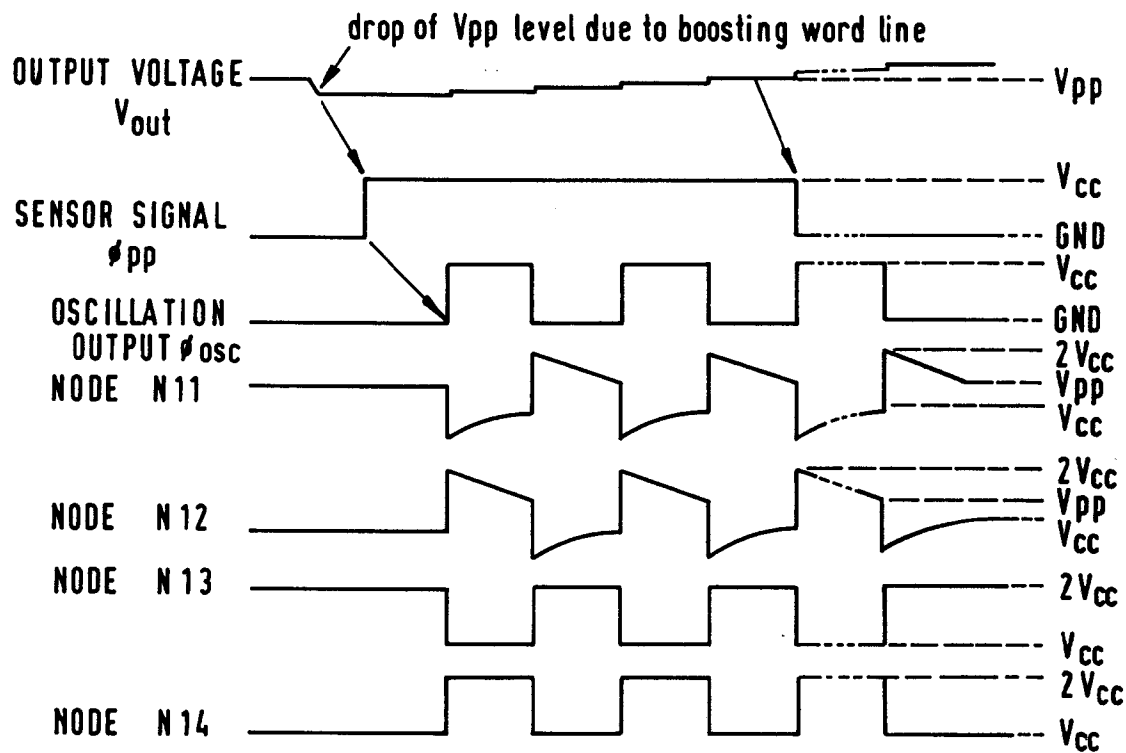 drop of Vpp level due to boosting word line
OUTPUT VOLTAGE
Vout
Vpp
Vcc
SENSOR SIGNAL
øpp
GND
Vcc
OSCILLATION
OUTPUT øosc
GND
2Vcc
NODE N11
Vpp
Vcc
2Vcc
Vpp
NODE N12
Vcc
NODE N13
2Vcc
Vcc
2Vcc
NODE N14
Vcc